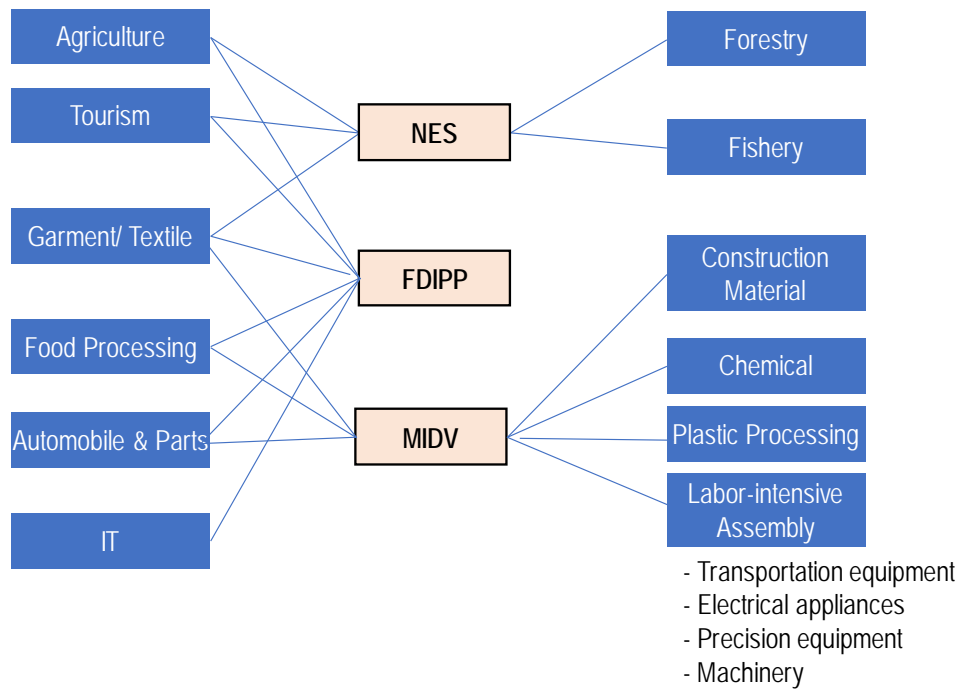 Agriculture
Tourism
Garment/ Textile
Food Processing
Automobile & Parts
IT
NES
FDIPP
MIDV
Forestry
Fishery
Construction
Material
Chemical
Plastic Processing
Labor-intensive
Assembly
- Transportation equipment
- Electrical appliances
- Precision equipment
- Machinery